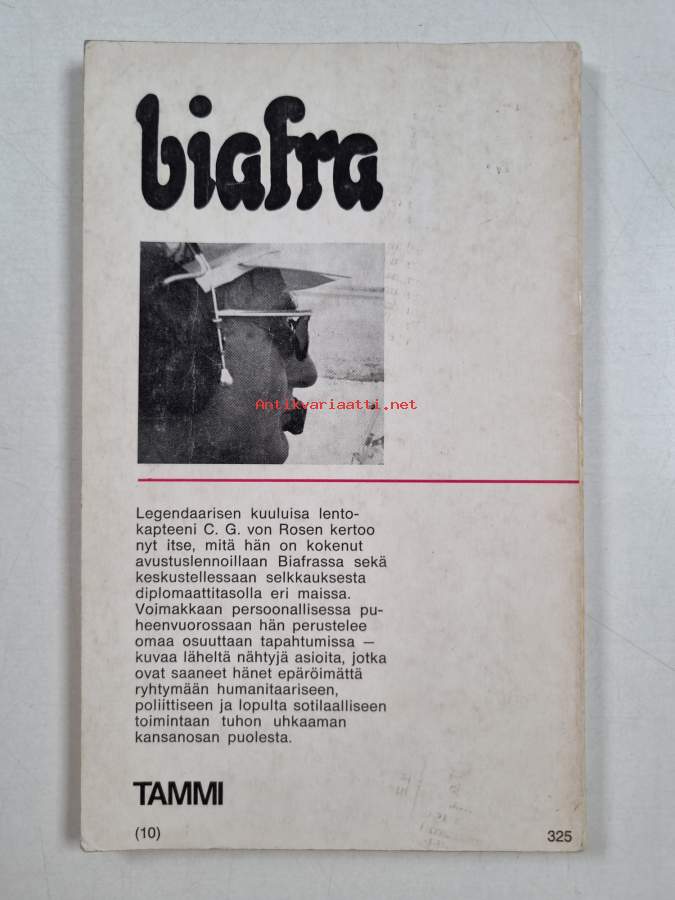 biafra
Antikvariaatti.net
Legendaarisen kuuluisa lento-
kapteeni C. G. von Rosen kertoo
nyt itse, mitä hän on kokenut
avustuslennoillaan Biafrassa sekä
keskustellessaan selkkauksesta
diplomaattitasolla eri maissa.
Voimakkaan persoonallisessa pu-
heenvuorossaan hän perustelee
omaa osuuttaan tapahtumissa —
kuvaa läheltä nähtyjä asioita, jotka
ovat saaneet hänet epäröimättä
ryhtymään humanitaariseen,
poliittiseen ja lopulta sotilaalliseen
toimintaan tuhon uhkaaman
kansanosan puolesta.
TAMMI
(10)
325